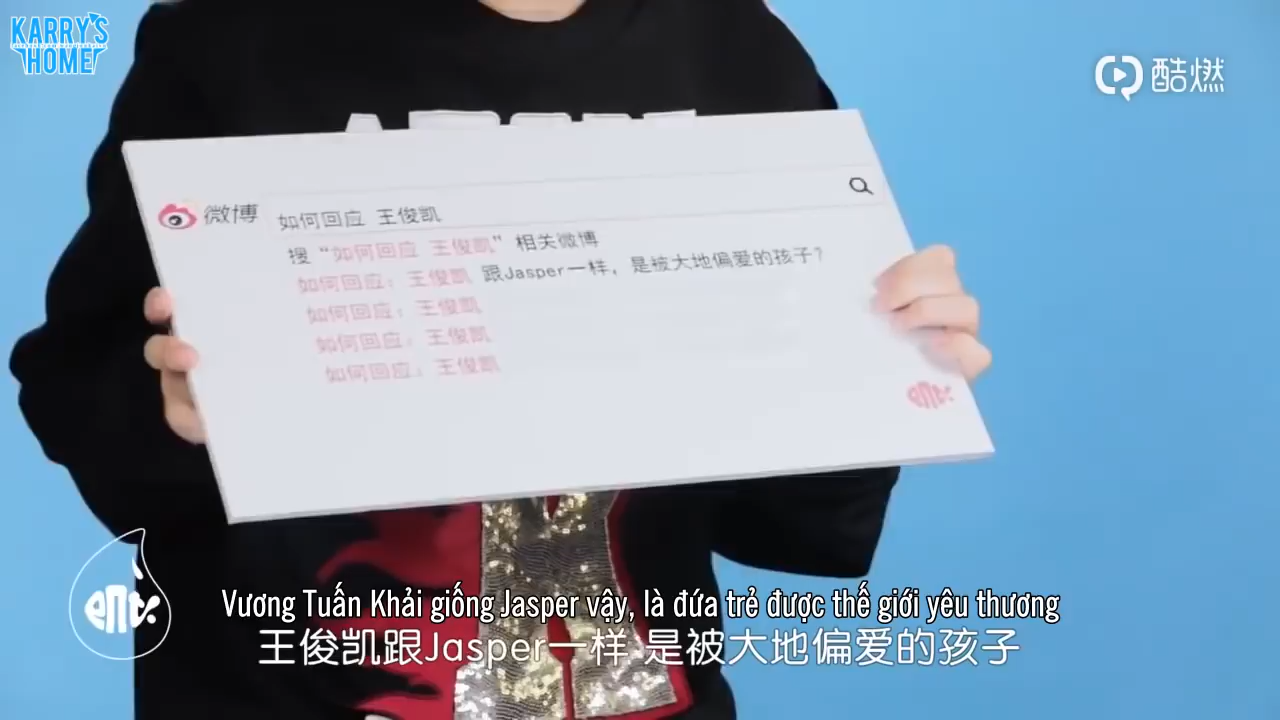 KARRY'S
HOME
酷燃
微博
如何回应 王俊凯
搜“如何回应 王俊凯”相关微博
如何回应：王俊凯 跟Jasper一样，是被大地偏爱的孩子？
如何回应：王俊凯
如何回应：王俊凯
如何回应：王俊凯
ent
ent
Vương Tuấn Khải giống Jasper vậy, là đứa trẻ được thế giới yêu thương
王俊凯跟Jasper一样 是被大地偏爱的孩子